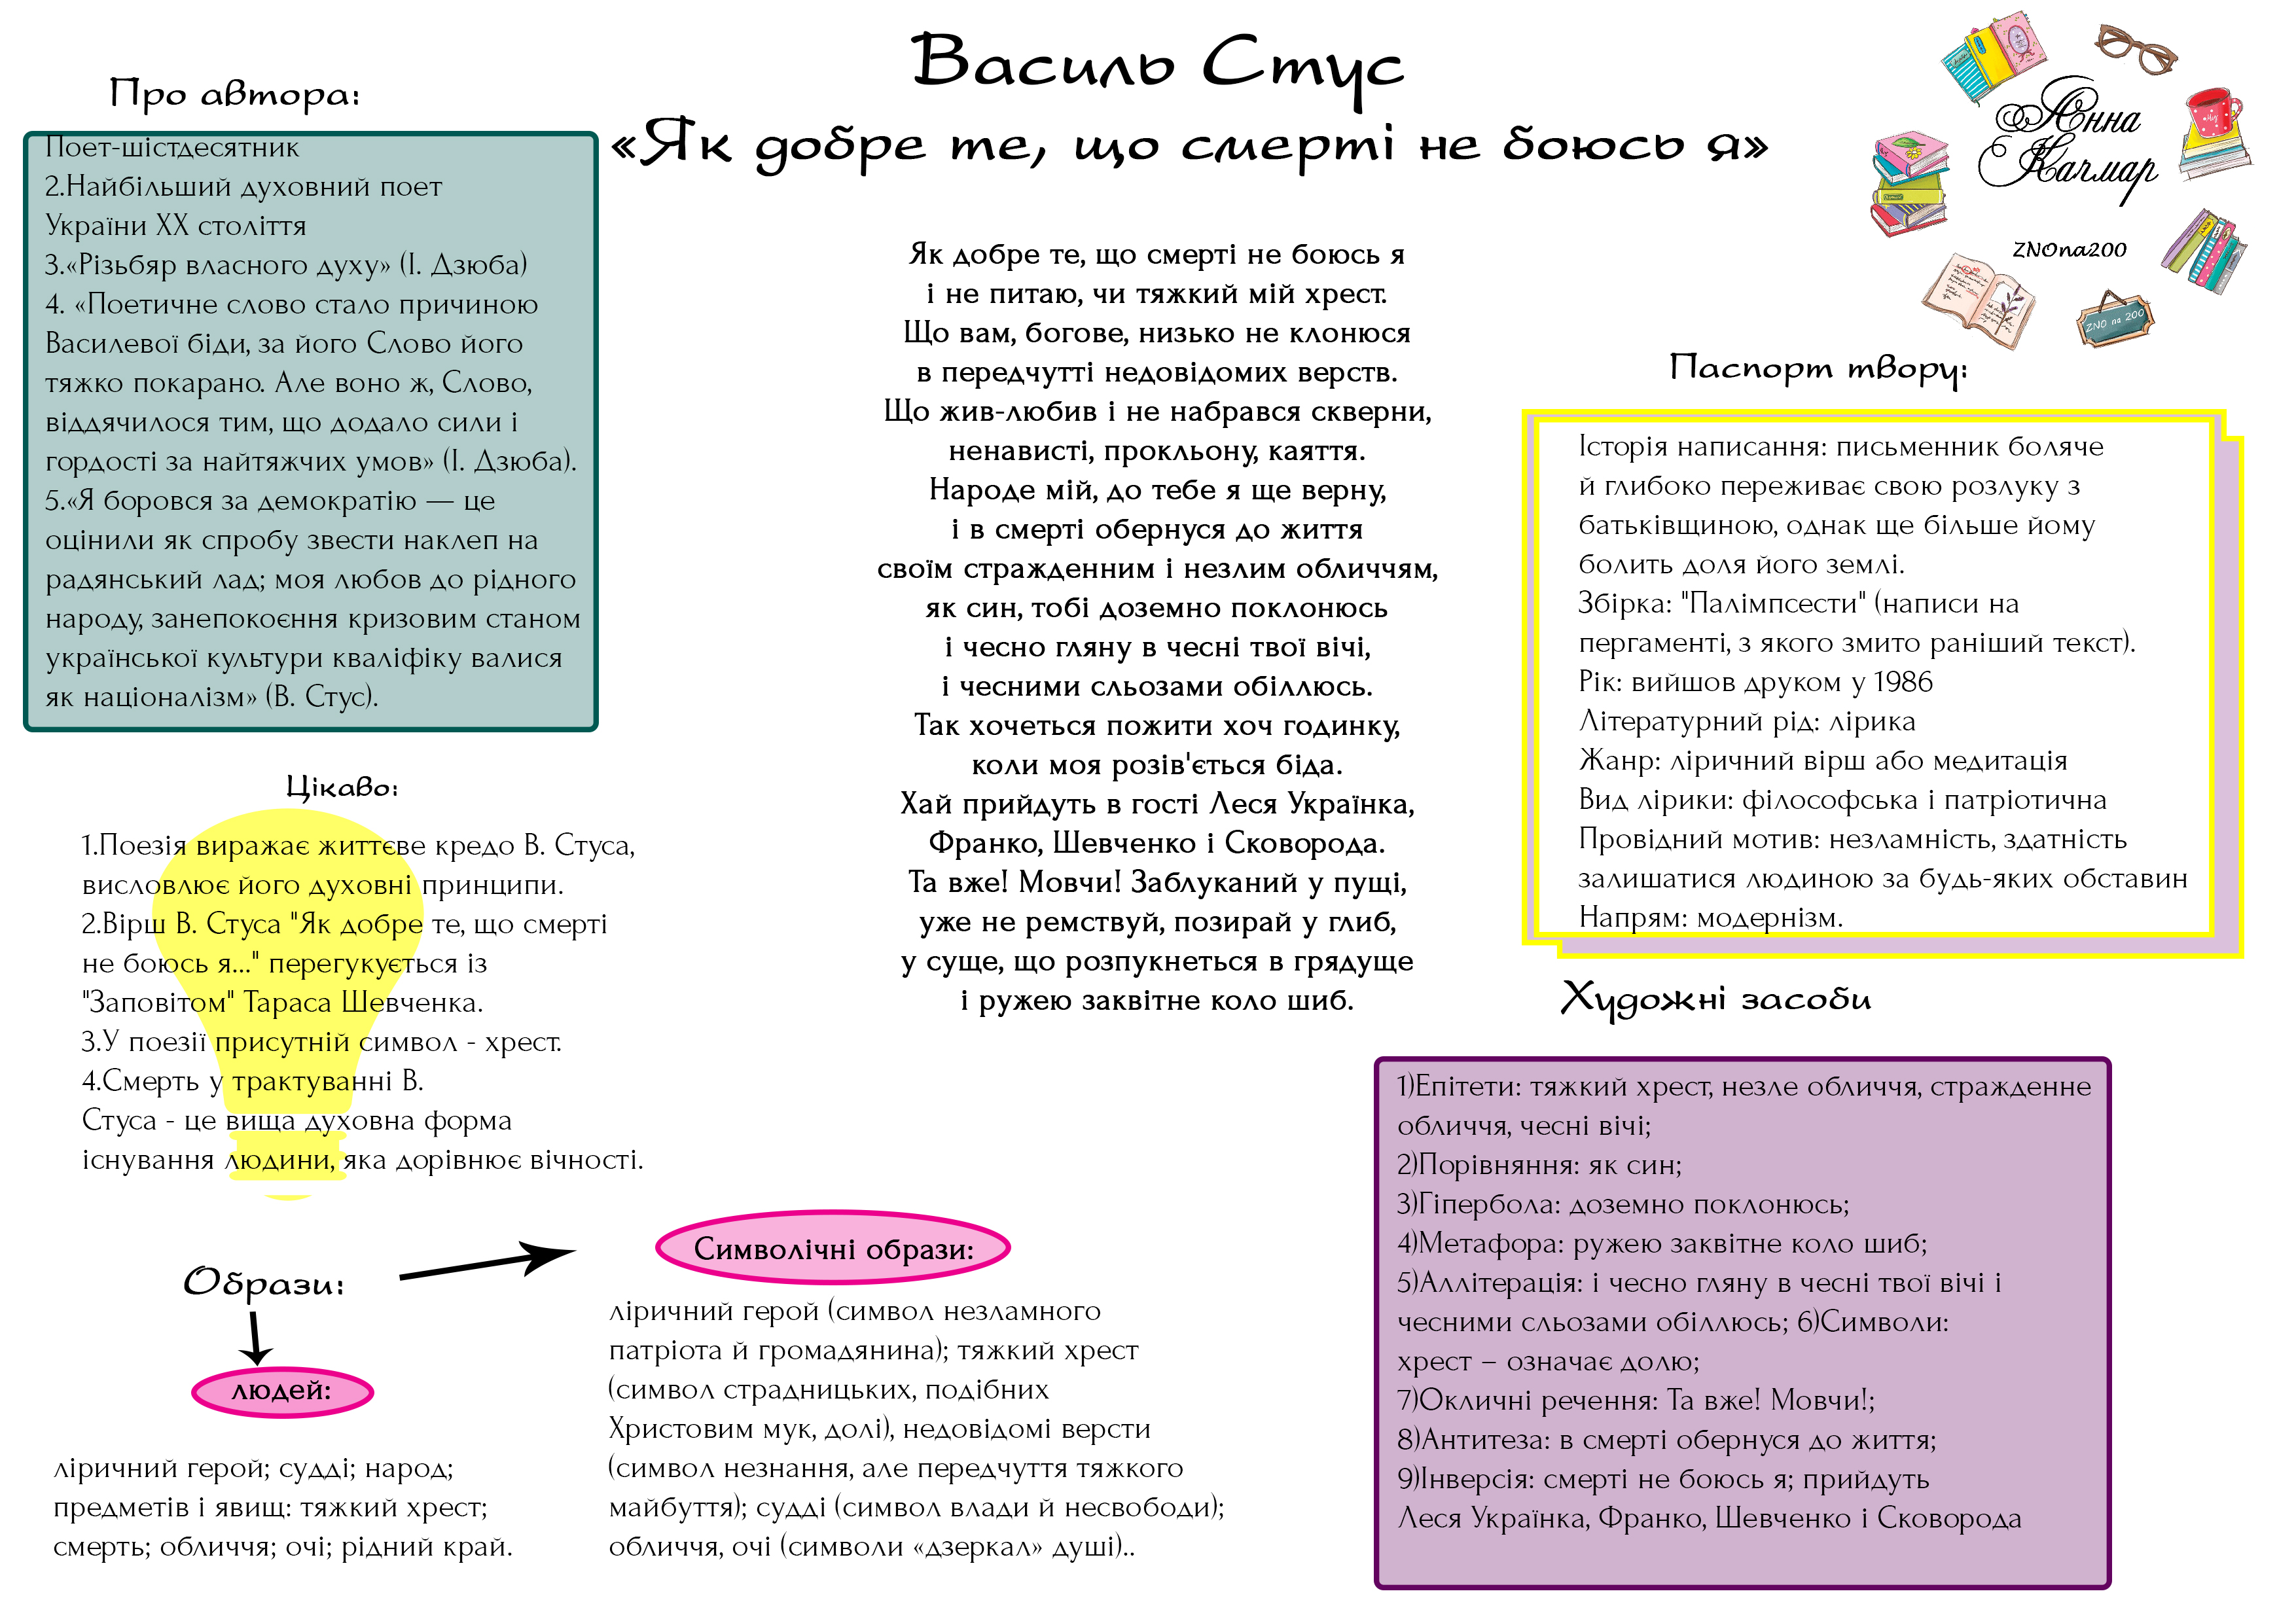 Василь Стус
«Як добре те, що смерті не боюсь я»
Анна
Качмар
ZNOna200
ZNO na 200
Про автора:
Поет-шістдесятник
2.Найбільший духовний поет
України ХХ століття
3.«Різьбяр власного духу» (І. Дзюба)
4. «Поетичне слово стало причиною
Василевої біди, за його Слово його
тяжко покарано. Але воно ж, Слово,
віддячилося тим, що додало сили і
гордості за найтяжчих умов» (І. Дзюба).
5.«Я боровся за демократію — це
оцінили як спробу звести наклеп на
радянський лад; моя любов до рідного
народу, занепокоєння кризовим станом
української культури кваліфіку валися
як націоналізм» (В. Стус).
Цікаво:
1.Поезія виражає життєве кредо В. Стуса,
висловлює його духовні принципи.
2.Вірш В. Стуса "Як добре те, що смерті
не боюсь я..." перегукується із
"Заповітом" Тараса Шевченка.
3.У поезії присутній символ - хрест.
4.Смерть у трактуванні В.
Стуса - це вища духовна форма
існування людини, яка дорівнює вічності.
Як добре те, що смерті не боюсь я
і не питаю, чи тяжкий мій хрест.
Що вам, богове, низько не клонюся
в передчутті недовідомих верств.
Що жив-любив і не набрався скверни,
ненависті, прокльону, каяття.
Народе мій, до тебе я ще верну,
і в смерті обернуся до життя
своїм стражденним і незлим обличчям,
як син, тобі доземно поклонюсь
і чесно гляну в чесні твої вічі,
і чесними сльозами обіллюсь.
Так хочеться пожити хоч годинку,
коли моя розів'ється біда.
Хай прийдуть в гості Леся Українка,
Франко, Шевченко і Сковорода.
Та вже! Мовчи! Заблуканий у пущі,
уже не ремствуй, позирай у глиб,
у суще, що розпукнеться в грядуще
і ружею заквітне коло шиб.
Паспорт твору:
Історія написання: письменник боляче
й глибоко переживає свою розлуку з
батьківщиною, однак ще більше йому
болить доля його землі.
Збірка: "Палімпсести" (написи на
пергаменті, з якого змито раніший текст).
Рік: вийшов друком у 1986
Літературний рід: лірика
Жанр: ліричний вірш або медитація
Вид лірики: філософська і патріотична
Провідний мотив: незламність, здатність
залишатися людиною за будь-яких обставин
Напрям: модернізм.
Художні засоби
1)Епітети: тяжкий хрест, незле обличчя, стражденне
обличчя, чесні вічі;
2)Порівняння: як син;
3)Гіпербола: доземно поклонюсь;
4)Метафора: ружею заквітне коло шиб;
5)Аллітерація: і чесно гляну в чесні твої вічі і
чесними сльозами обіллюсь; 6)Символи:
хрест – означає долю;
7)Окличні речення: Та вже! Мовчи!;
8)Антитеза: в смерті обернуся до життя;
9)Інверсія: смерті не боюсь я; прийдуть
Леся Українка, Франко, Шевченко і Сковорода
Образи:
людей:
ліричний герой; судді; народ;
предметів і явищ: тяжкий хрест;
смерть; обличчя; очі; рідний край.
Символічні образи:
ліричний герой (символ незламного
патріота й громадянина); тяжкий хрест
(символ страдницьких, подібних
Христовим мук, долі), недовідомі версти
(символ незнання, але передчуття тяжкого
майбуття); судді (символ влади й несвободи);
обличчя, очі (символи «дзеркал» душі)..